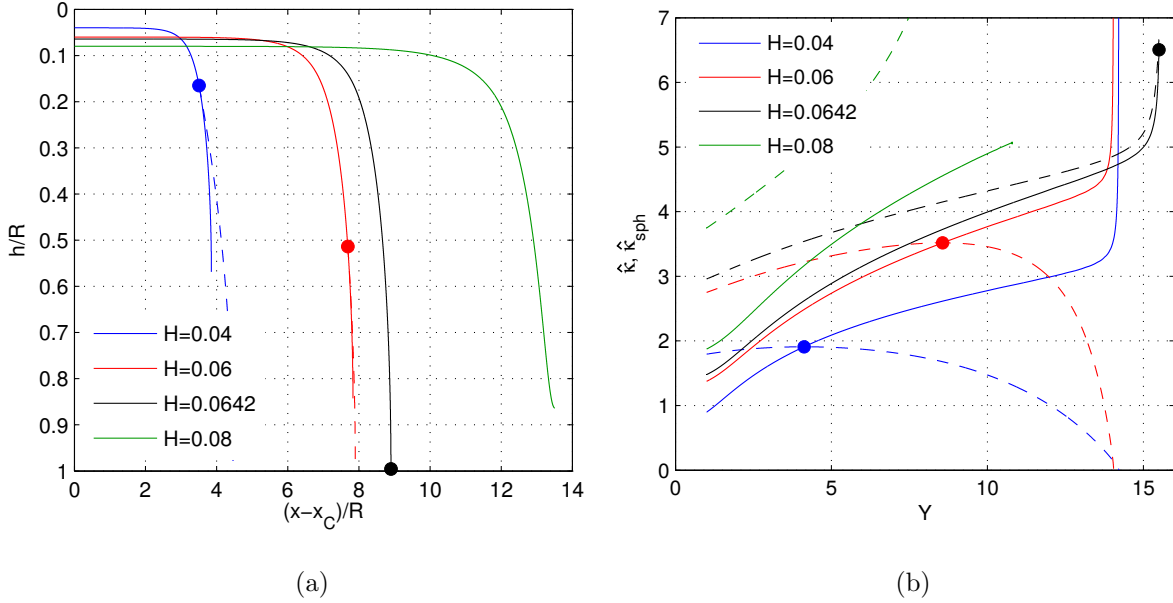 0
0.1
0.2
0.3
0.4
0.5
0.6
0.7
0.8
0.9
1
h/R
H=0.04
H=0.06
H=0.0642
H=0.08
0 2 4 6 8 10 12 14
(x−x_C)/R
(a)
7
6
5
4
3
2
1
0
κ̂, κ̂_sph
H=0.04
H=0.06
H=0.0642
H=0.08
0 5 10 15
Y
(b)